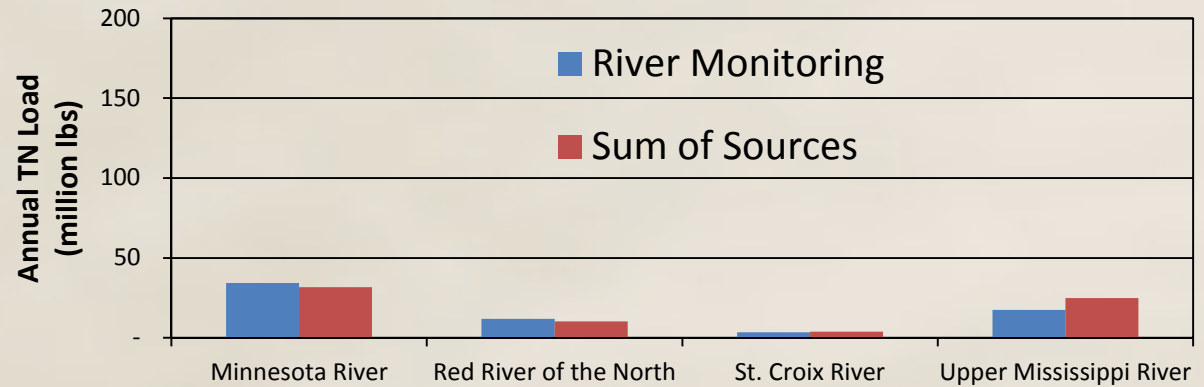 Annual TN Load
(million lbs)
200
150
100
50
-
River Monitoring
Sum of Sources
Minnesota River
Red River of the North
St. Croix River
Upper Mississippi River